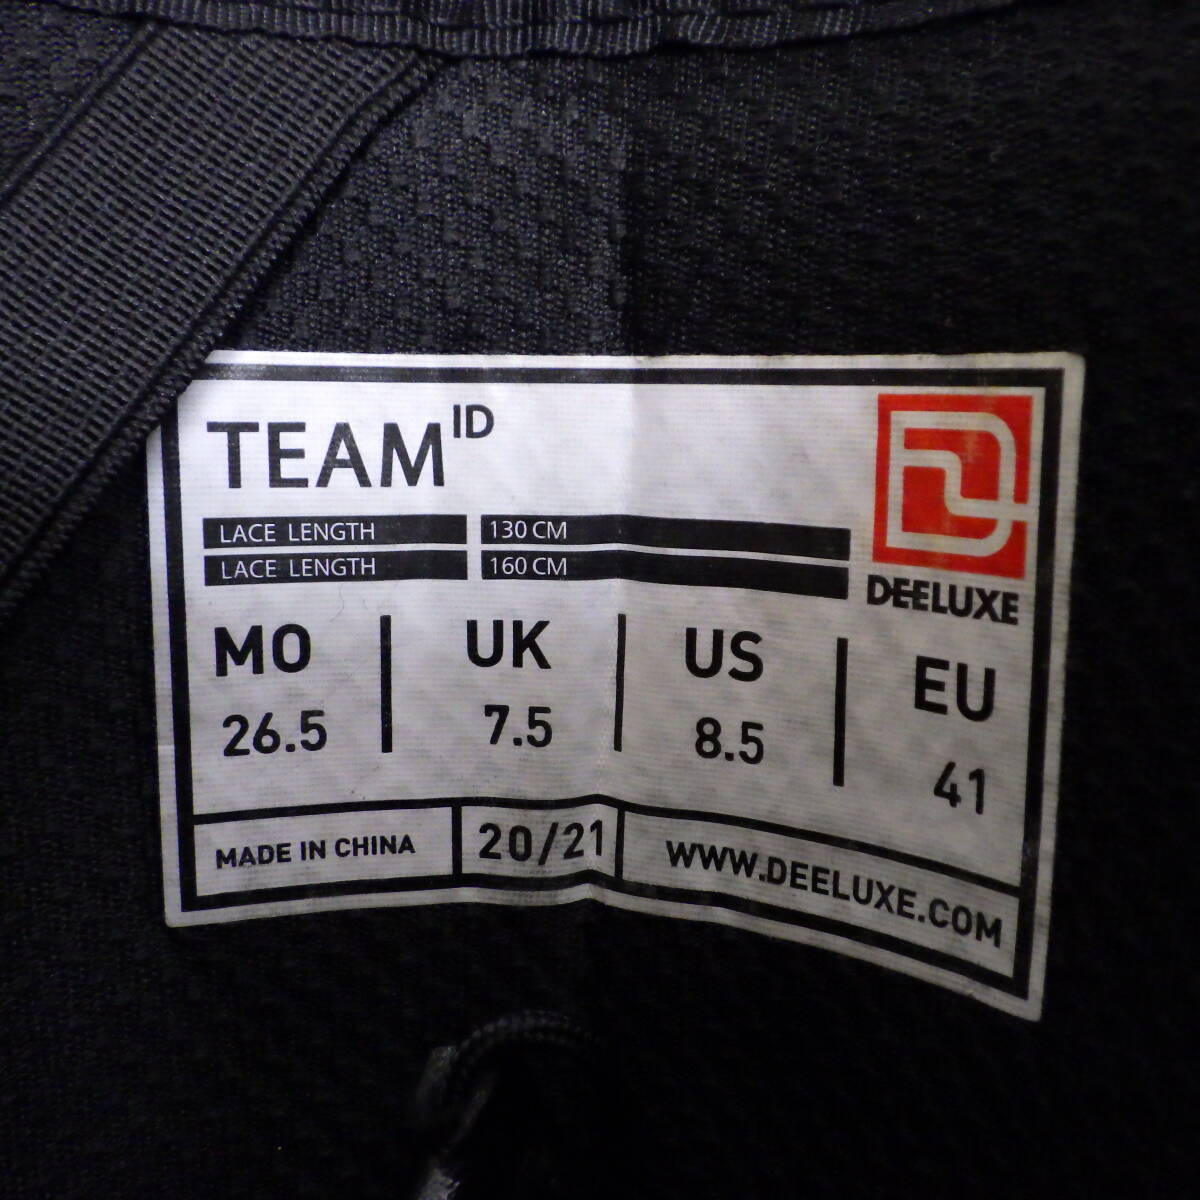 TEAM ID
LACE LENGTH 130 CM
LACE LENGTH 160 CM
DEELUXE
MO UK US EU
26.5 7.5 8.5 41
MADE IN CHINA 20/21 WWW.DEELUXE.COM